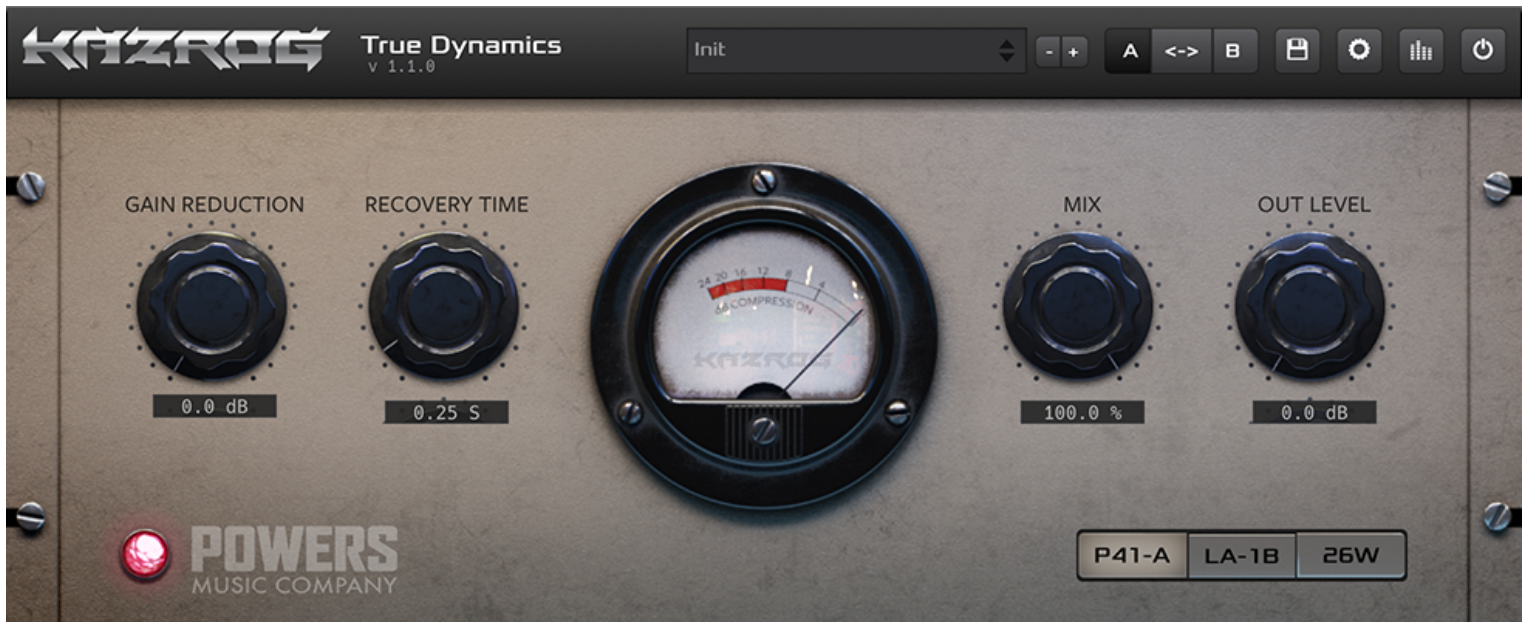 KAZROG
True Dynamics
v 1.1.0
Init
- +
A <-> B
GAIN REDUCTION
RECOVERY TIME
MIX
OUT LEVEL
24 20 16 12 8 4
COMPRESSION
KAZROG
0.0 dB
0.25 S
100.0 %
0.0 dB
POWERS
MUSIC COMPANY
P41-A
LA-1B
26W